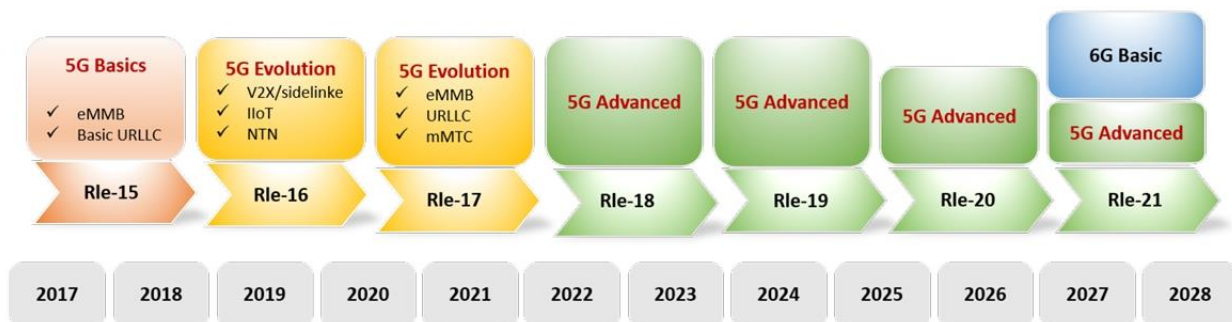 5G Basics
✓ eMMB
✓ Basic URLLC
Rle-15
5G Evolution
✓ V2X/sidelinke
✓ IIoT
✓ NTN
Rle-16
5G Evolution
✓ eMMB
✓ URLLC
✓ mMTC
Rle-17
5G Advanced
Rle-18
5G Advanced
Rle-19
5G Advanced
Rle-20
6G Basic
5G Advanced
Rle-21
2017 2018 2019 2020 2021 2022 2023 2024 2025 2026 2027 2028